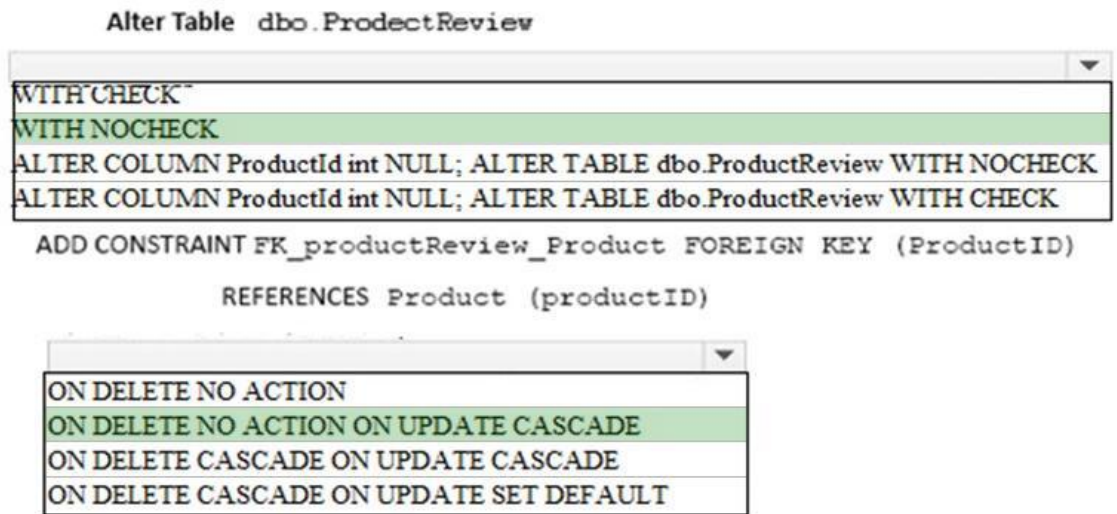 Alter Table dbo.ProdectReview
WITH CHECK
WITH NOCHECK
ALTER COLUMN ProductId int NULL; ALTER TABLE dbo.ProductReview WITH NOCHECK
ALTER COLUMN ProductId int NULL; ALTER TABLE dbo.ProductReview WITH CHECK
ADD CONSTRAINT FK_productReview_Product FOREIGN KEY (ProductID)
REFERENCES Product (productID)
ON DELETE NO ACTION
ON DELETE NO ACTION ON UPDATE CASCADE
ON DELETE CASCADE ON UPDATE CASCADE
ON DELETE CASCADE ON UPDATE SET DEFAULT